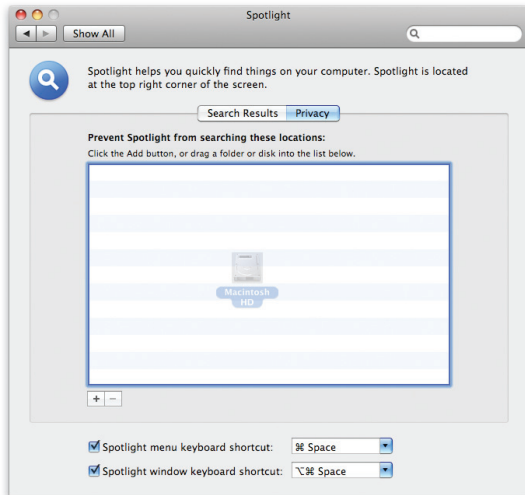 Spotlight
Show All
Spotlight helps you quickly find things on your computer. Spotlight is located
at the top right corner of the screen.
Search Results Privacy
Prevent Spotlight from searching these locations:
Click the Add button, or drag a folder or disk into the list below.
Macintosh
HD
+ −
Spotlight menu keyboard shortcut: ⌘ Space
Spotlight window keyboard shortcut: ⌥⌘ Space